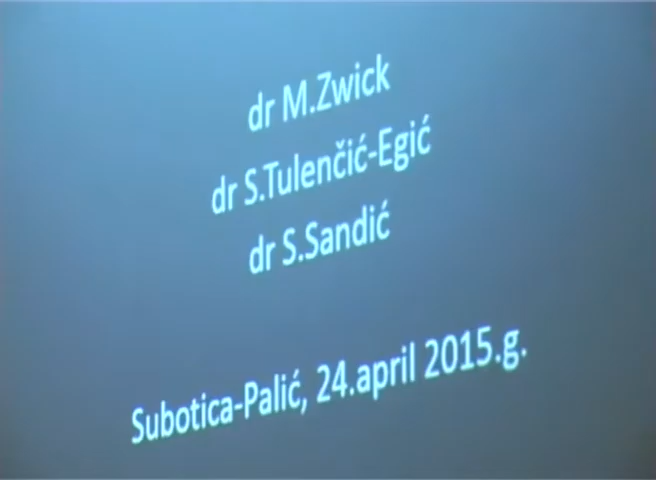 dr M.Zwick
dr S.Tulenčić-Egić
dr S.Sandić
Subotica-Palić, 24.april 2015.g.